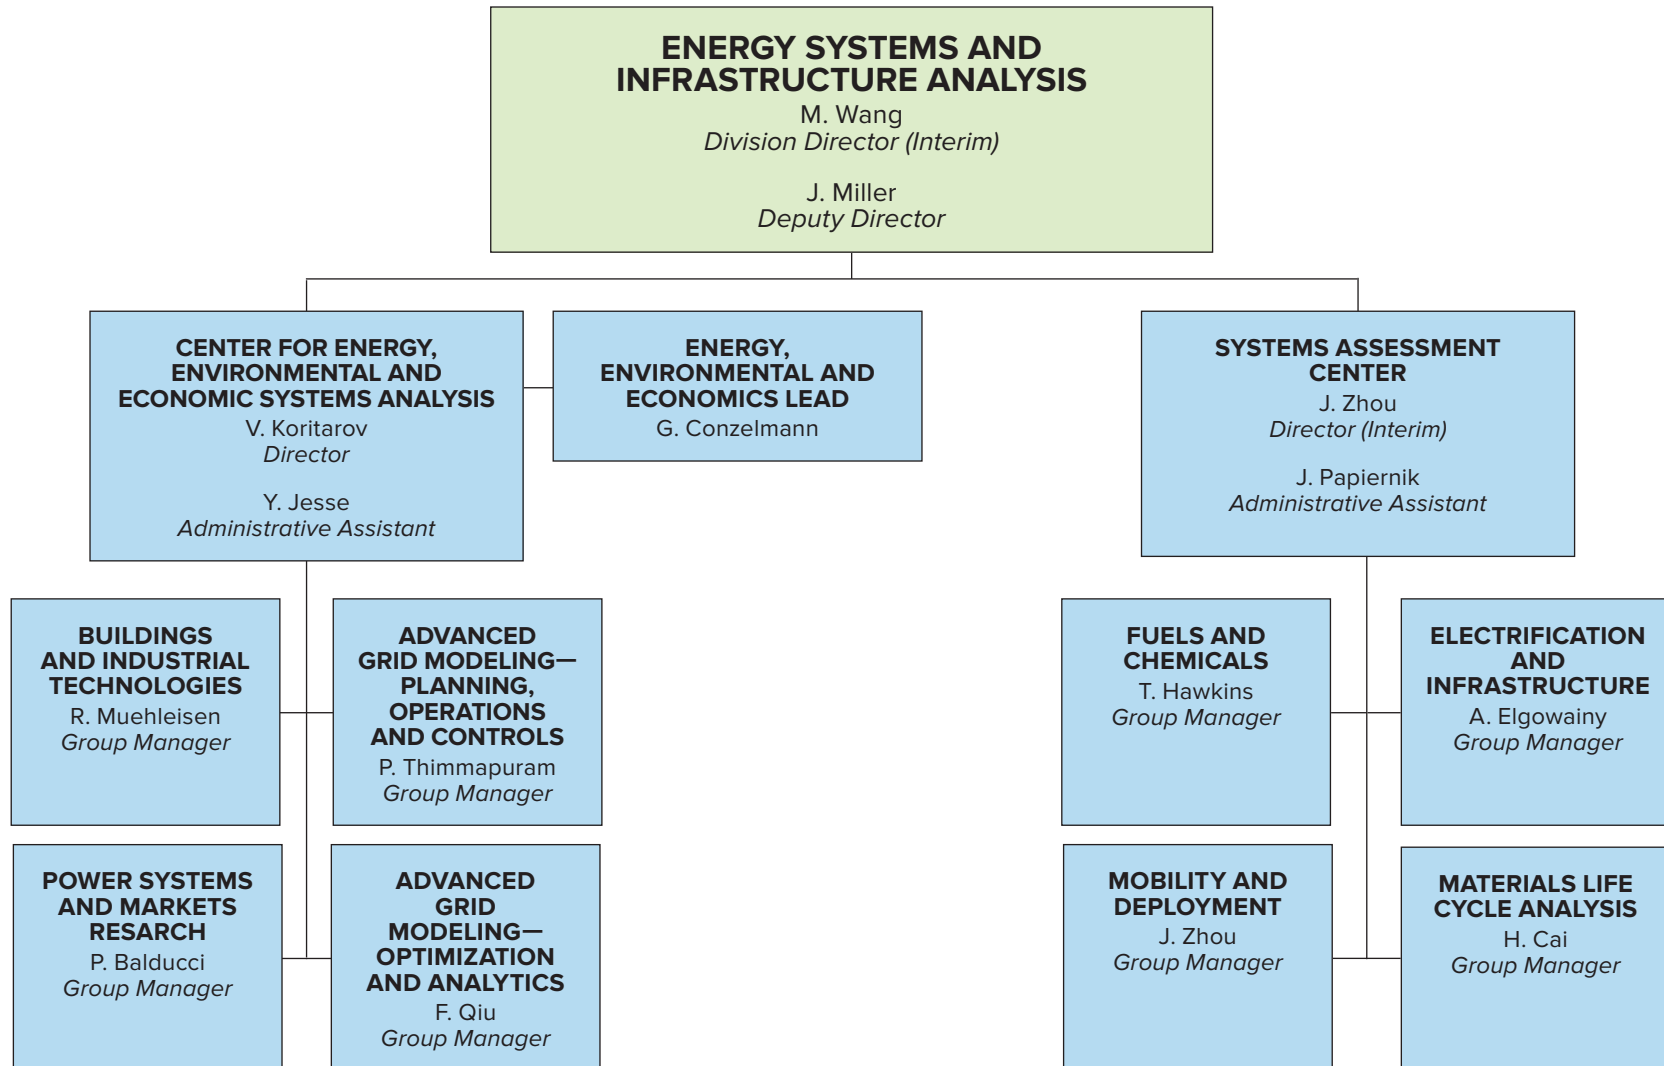 ENERGY SYSTEMS AND
INFRASTRUCTURE ANALYSIS
M. Wang
Division Director (Interim)
J. Miller
Deputy Director
CENTER FOR ENERGY,
ENVIRONMENTAL AND
ECONOMIC SYSTEMS ANALYSIS
V. Koritarov
Director
Y. Jesse
Administrative Assistant
ENERGY,
ENVIRONMENTAL AND
ECONOMICS LEAD
G. Conzelmann
SYSTEMS ASSESSMENT
CENTER
J. Zhou
Director (Interim)
J. Papiernik
Administrative Assistant
BUILDINGS
AND INDUSTRIAL
TECHNOLOGIES
R. Muehleisen
Group Manager
ADVANCED
GRID MODELING—
PLANNING,
OPERATIONS
AND CONTROLS
P. Thimmapuram
Group Manager
FUELS AND
CHEMICALS
T. Hawkins
Group Manager
ELECTRIFICATION
AND
INFRASTRUCTURE
A. Elgowainy
Group Manager
POWER SYSTEMS
AND MARKETS
RESARCH
P. Balducci
Group Manager
ADVANCED
GRID
MODELING—
OPTIMIZATION
AND ANALYTICS
F. Qiu
Group Manager
MOBILITY AND
DEPLOYMENT
J. Zhou
Group Manager
MATERIALS LIFE
CYCLE ANALYSIS
H. Cai
Group Manager